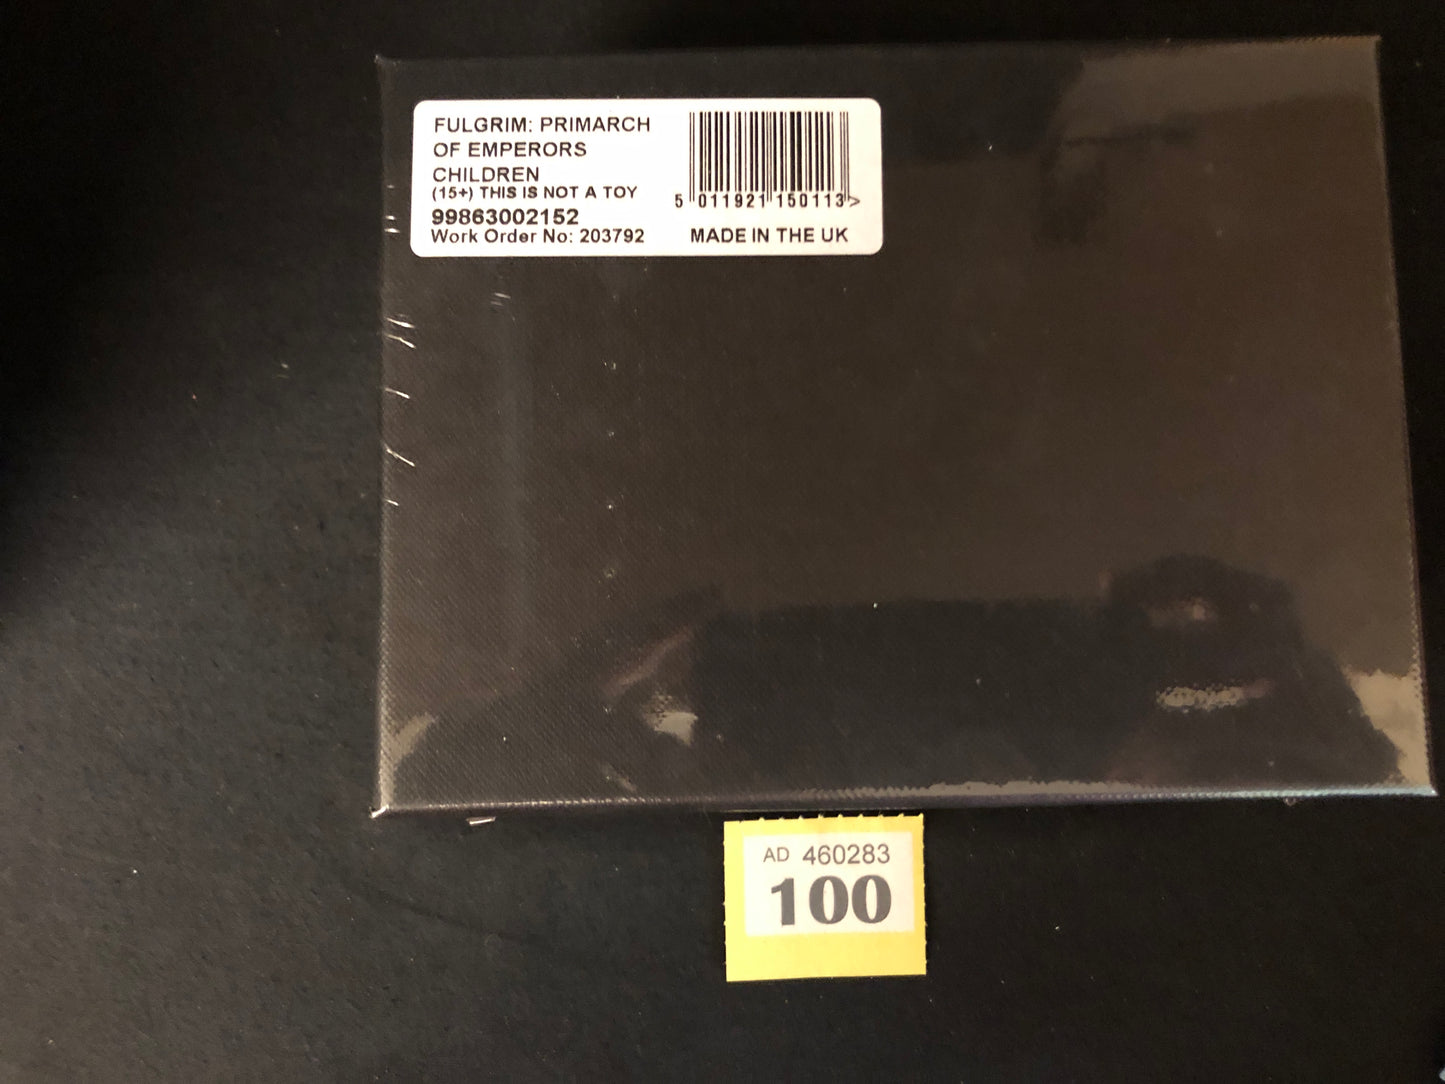 FULGRIM: PRIMARCH
OF EMPERORS
CHILDREN
(15+) THIS IS NOT A TOY
99863002152
Work Order No: 203792
5 011921 150113>
MADE IN THE UK
AD 460283
100